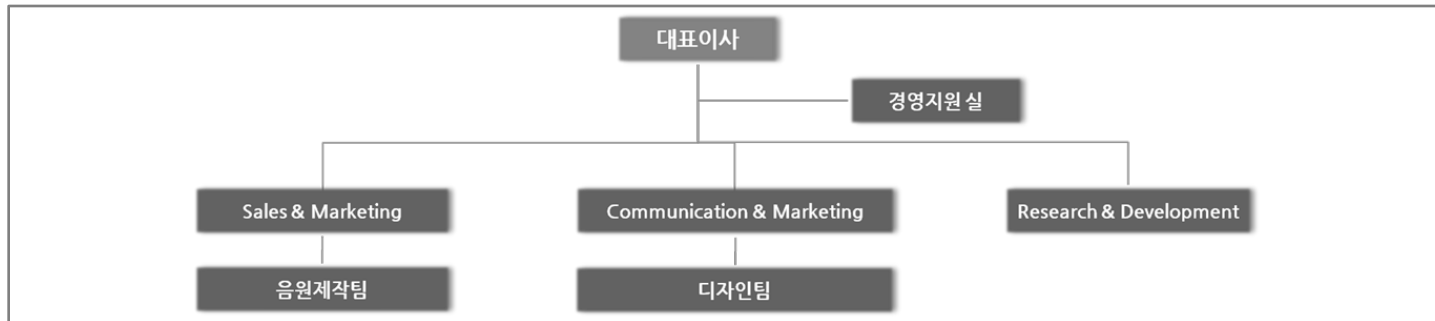 대표이사
경영지원 실
Sales & Marketing
Communication & Marketing
Research & Development
음원제작팀
디자인팀